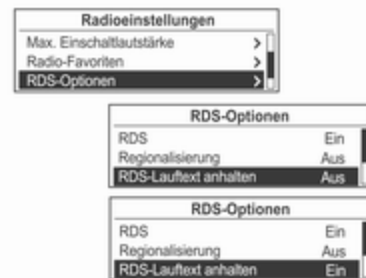 Radioeinstellungen
Max. Einschaltlautstärke >
Radio-Favoriten >
RDS-Optionen >
RDS-Optionen
RDS Ein
Regionalisierung Aus
RDS-Lauftext anhalten Aus
RDS-Optionen
RDS Ein
Regionalisierung Aus
RDS-Lauftext anhalten Ein